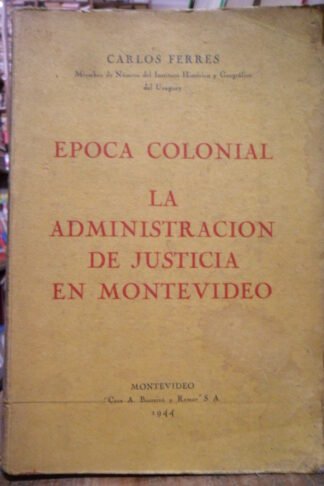 CARLOS FERRES
Miembro de Número del Instituto Histórico y Geográfico
del Uruguay
EPOCA COLONIAL
LA
ADMINISTRACION
DE JUSTICIA
EN MONTEVIDEO
MONTEVIDEO
"Casa A. Barreiro y Ramos" S A
1944